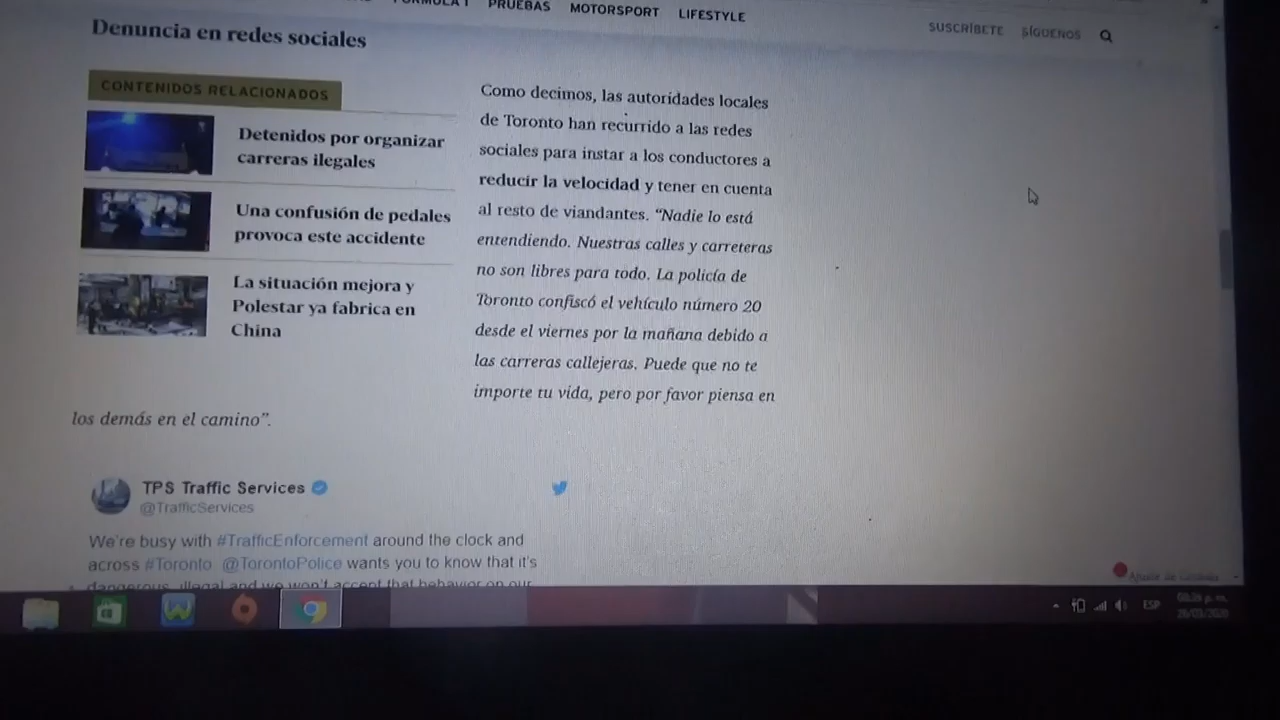 PRUEBAS
MOTORSPORT
LIFESTYLE
SUSCRÍBETE
SÍGUENOS
Denuncia en redes sociales
CONTENIDOS RELACIONADOS
Detenidos por organizar
carreras ilegales
Una confusión de pedales
provoca este accidente
La situación mejora y
Polestar ya fabrica en
China
Como decimos, las autoridades locales
de Toronto han recurrido a las redes
sociales para instar a los conductores a
reducir la velocidad y tener en cuenta
al resto de viandantes. “Nadie lo está
entendiendo. Nuestras calles y carreteras
no son libres para todo. La policía de
Toronto confiscó el vehículo número 20
desde el viernes por la mañana debido a
las carreras callejeras. Puede que no te
importe tu vida, pero por favor piensa en
los demás en el camino”.
TPS Traffic Services
@TrafficServices
We're busy with #TrafficEnforcement around the clock and
across #Toronto @TorontoPolice wants you to know that it's
dangerous, illegal and we won't accept that behavior on our
ESP